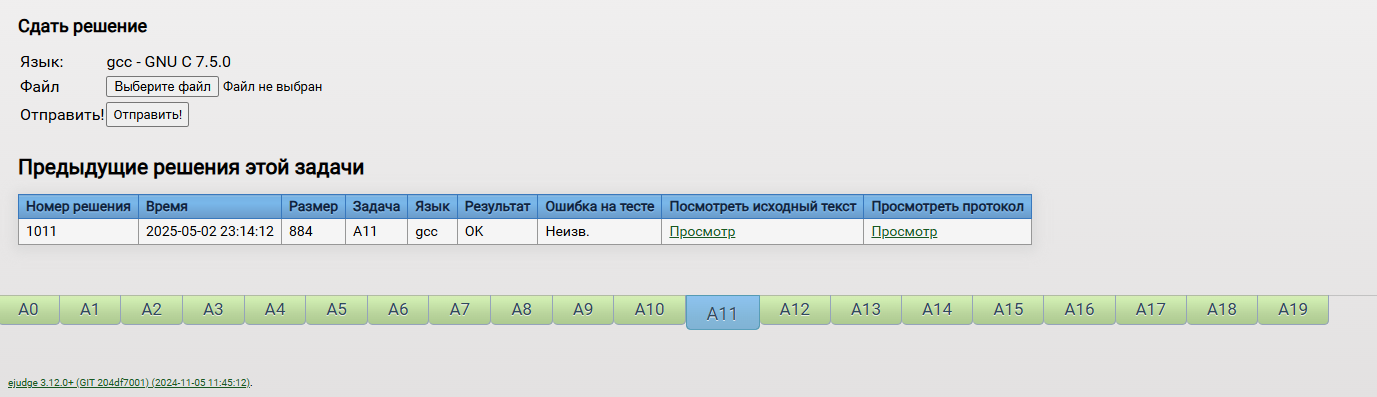 Сдать решение
Язык: gcc - GNU C 7.5.0
Файл Выберите файл Файл не выбран
Отправить! Отправить!
Предыдущие решения этой задачи
Номер решения Время Размер Задача Язык Результат Ошибка на тесте Посмотреть исходный текст Просмотреть протокол
1011 2025-05-02 23:14:12 884 A11 gcc OK Неизв. Просмотр Просмотр
A0 A1 A2 A3 A4 A5 A6 A7 A8 A9 A10 A11 A12 A13 A14 A15 A16 A17 A18 A19
ejudge 3.12.0+ (GIT 204df7001) (2024-11-05 11:45:12).